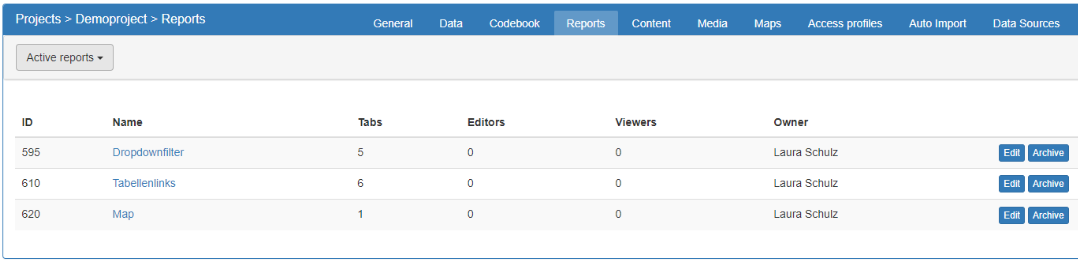 Projects > Demoproject > Reports General Data Codebook Reports Content Media Maps Access profiles Auto Import Data Sources
Active reports
ID Name Tabs Editors Viewers Owner
595 Dropdownfilter 5 0 0 Laura Schulz Edit Archive
610 Tabellenlinks 6 0 0 Laura Schulz Edit Archive
620 Map 1 0 0 Laura Schulz Edit Archive